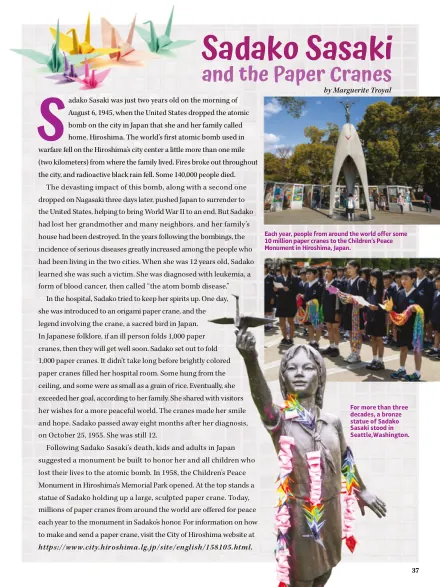 Sadako Sasaki
and the Paper Cranes
by Marguerite Troyal
Sadako Sasaki was just two years old on the morning of
August 6, 1945, when the United States dropped the atomic
bomb on the city in Japan that she and her family called
home, Hiroshima. The world's first atomic bomb used in
warfare fell on the Hiroshima's city center a little more than one mile
(two kilometers) from where the family lived. Fires broke out throughout
the city, and radioactive black rain fell. Some 140,000 people died.
The devasting impact of this bomb, along with a second one
dropped on Nagasaki three days later, pushed Japan to surrender to
the United States, helping to bring World War II to an end. But Sadako
had lost her grandmother and many neighbors, and her family's
house had been destroyed. In the years following the bombings, the
incidence of serious diseases greatly increased among the people who
had been living in the two cities. When she was 12 years old, Sadako
learned she was such a victim. She was diagnosed with leukemia, a
form of blood cancer, then called "the atom bomb disease."
In the hospital, Sadako tried to keep her spirits up. One day,
she was introduced to an origami paper crane, and the
legend involving the crane, a sacred bird in Japan.
In Japanese folklore, if an ill person folds 1,000 paper
cranes, then they will get well soon. Sadako set out to fold
1,000 paper cranes. It didn't take long before brightly colored
paper cranes filled her hospital room. Some hung from the
ceiling, and some were as small as a grain of rice. Eventually, she
exceeded her goal, according to her family. She shared with visitors
her wishes for a more peaceful world. The cranes made her smile
and hope. Sadako passed away eight months after her diagnosis,
on October 25, 1955. She was still 12.
Following Sadako Sasaki's death, kids and adults in Japan
suggested a monument be built to honor her and all children who
lost their lives to the atomic bomb. In 1958, the Children's Peace
Monument in Hiroshima's Memorial Park opened. At the top stands a
statue of Sadako holding up a large, sculpted paper crane. Today,
millions of paper cranes from around the world are offered for peace
each year to the monument in Sadako's honor. For information on how
to make and send a paper crane, visit the City of Hiroshima website at
https://www.city.hiroshima.lg.jp/site/english/158105.html.
Each year, people from around the world offer some
10 million paper cranes to the Children's Peace
Monument in Hiroshima, Japan.
For more than three
decades, a bronze
statue of Sadako
Sasaki stood in
Seattle,Washington.
37